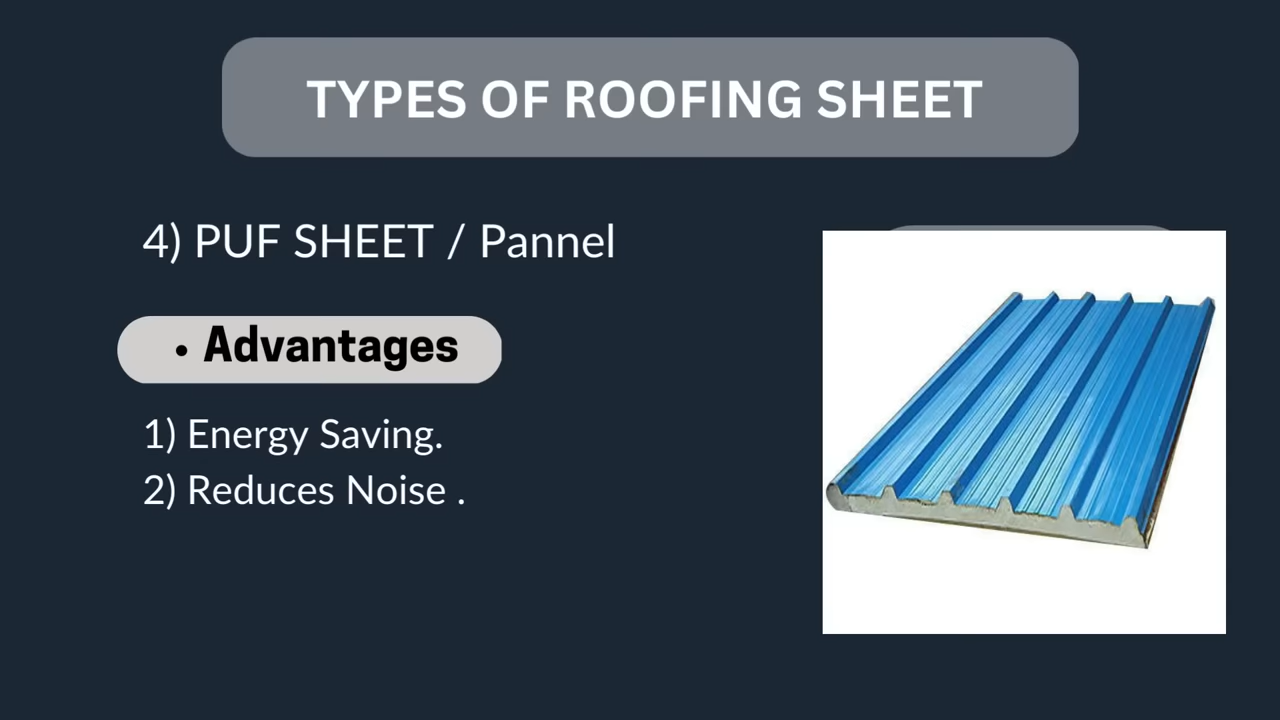 TYPES OF ROOFING SHEET
4) PUF SHEET / Pannel
• Advantages
1) Energy Saving.
2) Reduces Noise .